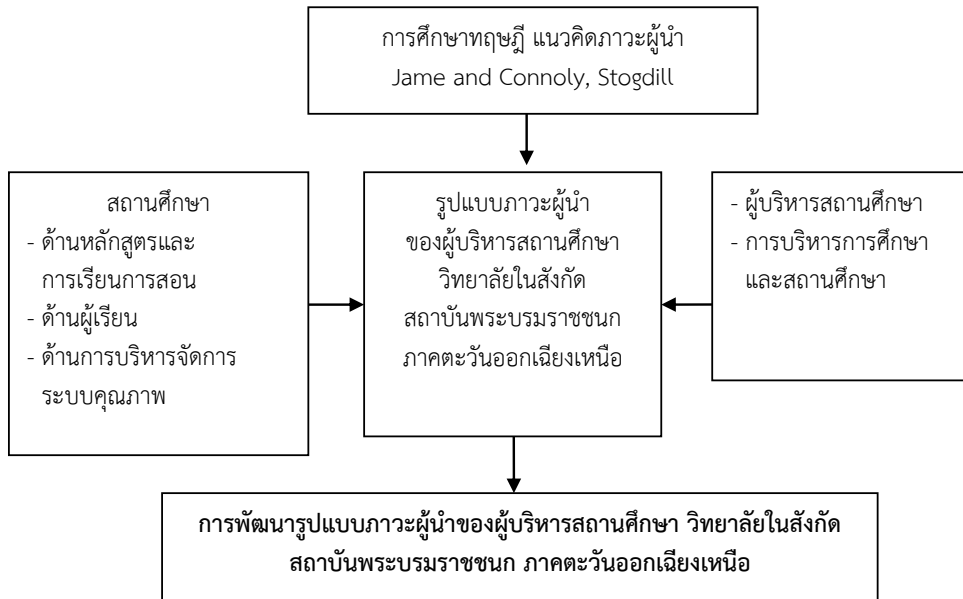 การศึกษาทฤษฎี แนวคิดภาวะผู้นำ
Jame and Connoly, Stogdill
สถานศึกษา
- ด้านหลักสูตรและ
การเรียนการสอน
- ด้านผู้เรียน
- ด้านการบริหารจัดการ
ระบบคุณภาพ
รูปแบบภาวะผู้นำ
ของผู้บริหารสถานศึกษา
วิทยาลัยในสังกัด
สถาบันพระบรมราชชนก
ภาคตะวันออกเฉียงเหนือ
- ผู้บริหารสถานศึกษา
- การบริหารการศึกษา
และสถานศึกษา
การพัฒนารูปแบบภาวะผู้นำของผู้บริหารสถานศึกษา วิทยาลัยในสังกัด
สถาบันพระบรมราชชนก ภาคตะวันออกเฉียงเหนือ